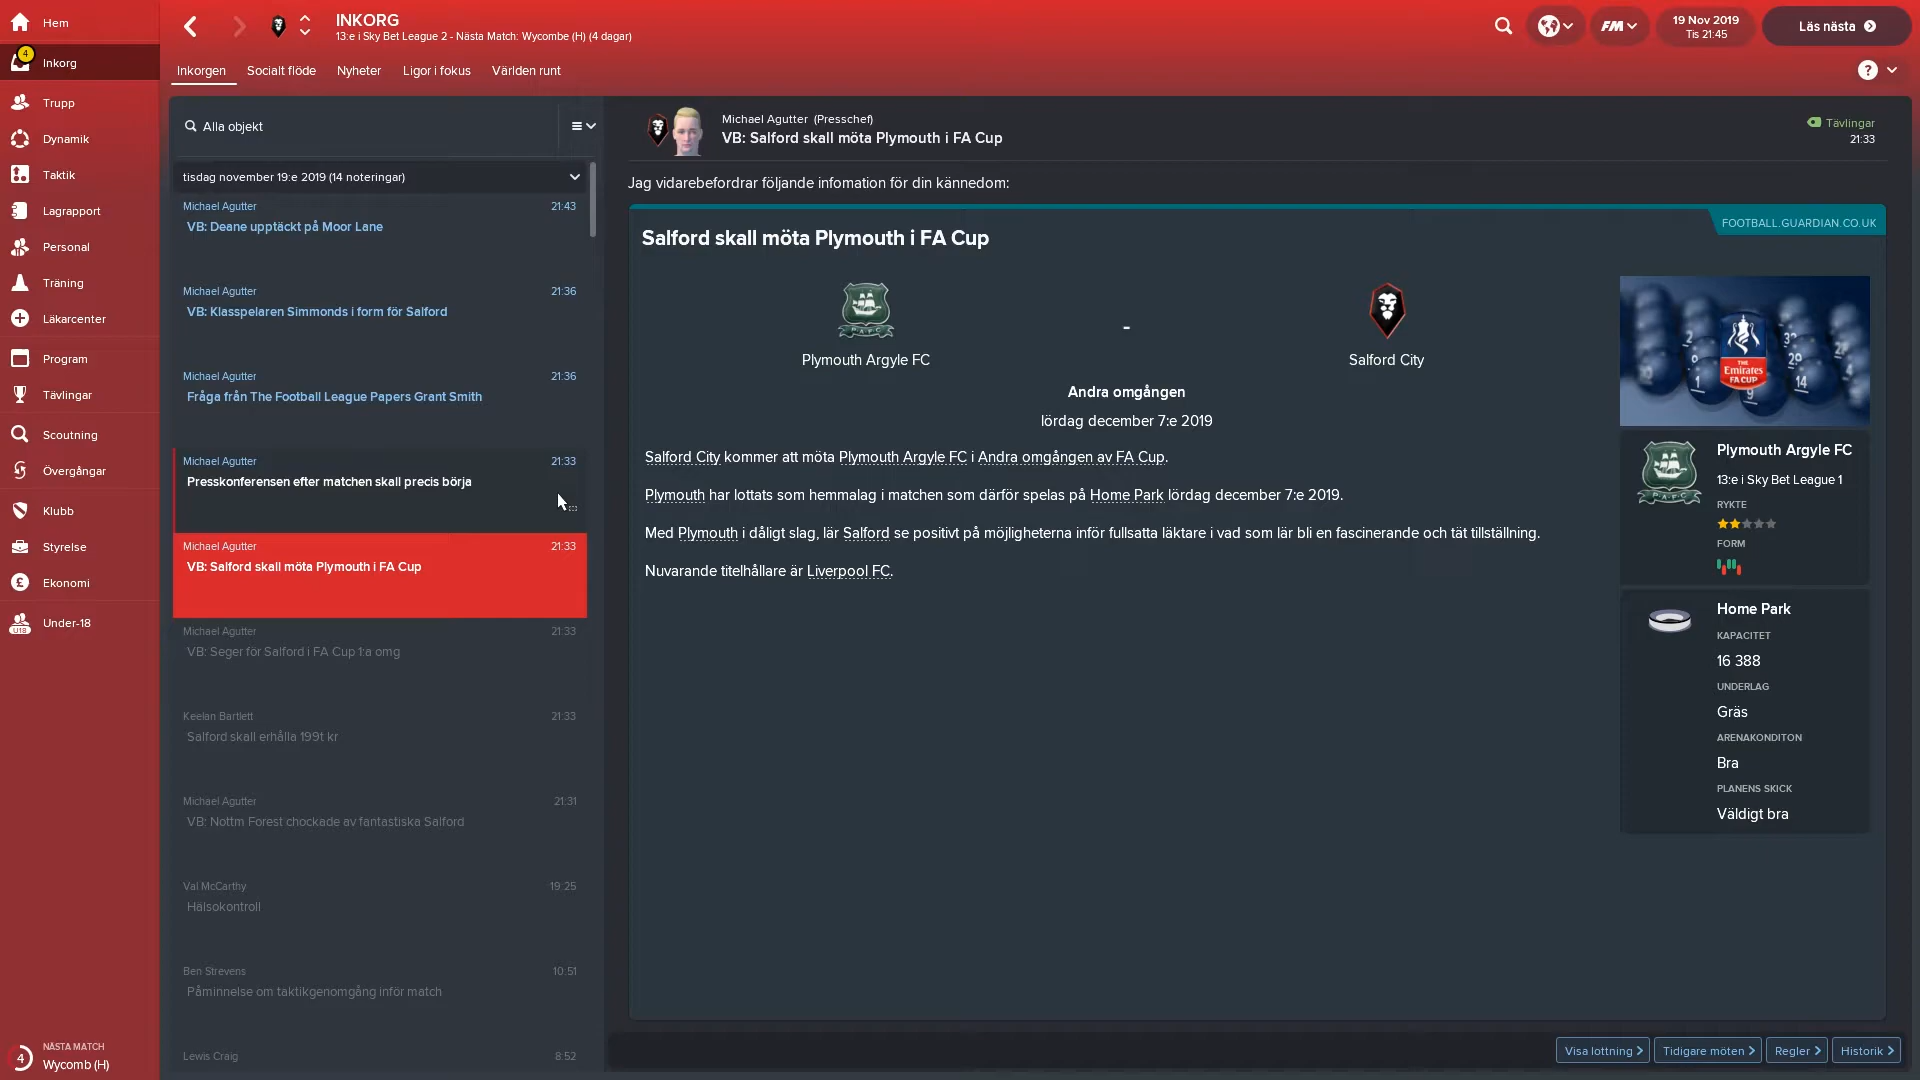 Hem
4
Inkorg
Trupp
Dynamik
Taktik
Lagrapport
Personal
Träning
Läkarcenter
Program
Tävlingar
Scoutning
Övergångar
Klubb
Styrelse
Ekonomi
U18
Under-18
4
NÄSTA MATCH
Wycomb (H)
INKORG
13:e i Sky Bet League 2 - Nästa Match: Wycombe (H) (4 dagar)
FM
19 Nov 2019
Tis 21:45
Läs nästa
Inkorgen
Socialt flöde
Nyheter
Ligor i fokus
Världen runt
?
Alla objekt
tisdag november 19:e 2019 (14 noteringar)
Michael Agutter 21:43
VB: Deane upptäckt på Moor Lane
Michael Agutter 21:36
VB: Klasspelaren Simmonds i form för Salford
Michael Agutter 21:36
Fråga från The Football League Papers Grant Smith
Michael Agutter 21:33
Presskonferensen efter matchen skall precis börja
Michael Agutter 21:33
VB: Salford skall möta Plymouth i FA Cup
Michael Agutter 21:33
VB: Seger för Salford i FA Cup 1:a omg
Keelan Bartlett 21:33
Salford skall erhålla 199t kr
Michael Agutter 21:31
VB: Nottm Forest chockade av fantastiska Salford
Val McCarthy 19:25
Hälsokontroll
Ben Strevens 10:51
Påminnelse om taktikgenomgång inför match
Lewis Craig 8:52
Michael Agutter (Presschef)
VB: Salford skall möta Plymouth i FA Cup
Tävlingar
21:33
Jag vidarebefordrar följande infomation för din kännedom:
FOOTBALL.GUARDIAN.CO.UK
Salford skall möta Plymouth i FA Cup
P.A.F.C.
-
Plymouth Argyle FC
Salford City
Andra omgången
lördag december 7:e 2019
Salford City kommer att möta Plymouth Argyle FC i Andra omgången av FA Cup.
Plymouth har lottats som hemmalag i matchen som därför spelas på Home Park lördag december 7:e 2019.
Med Plymouth i dåligt slag, lär Salford se positivt på möjligheterna inför fullsatta läktare i vad som lär bli en fascinerande och tät tillställning.
Nuvarande titelhållare är Liverpool FC.
THE
Emirates
FA CUP
1
9
14
29
Plymouth Argyle FC
13:e i Sky Bet League 1
RYKTE
FORM
P.A.F.C.
Home Park
KAPACITET
16 388
UNDERLAG
Gräs
ARENAKONDITON
Bra
PLANENS SKICK
Väldigt bra
Visa lottning
Tidigare möten
Regler
Historik